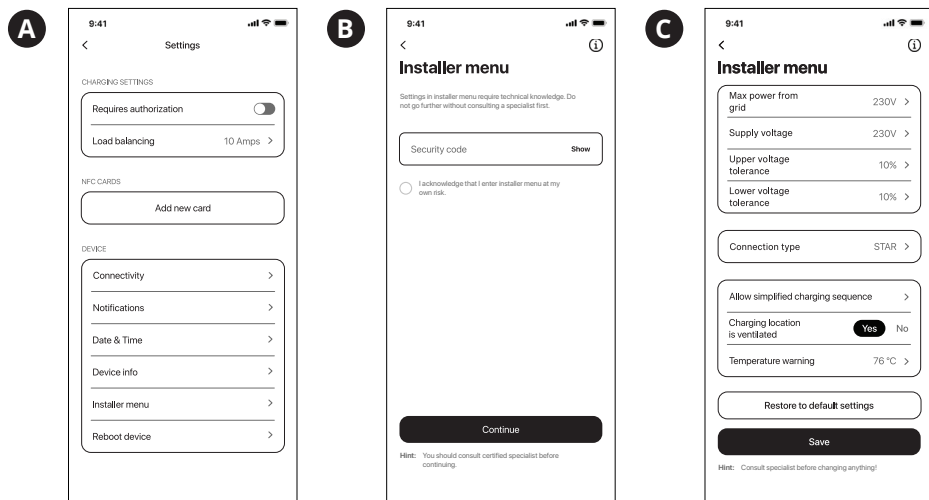 A
9:41
Settings
CHARGING SETTINGS
Requires authorization
Load balancing 10 Amps >
NFC CARDS
Add new card
DEVICE
Connectivity >
Notifications >
Date & Time >
Device info >
Installer menu >
Reboot device >
B
9:41
i
Installer menu
Settings in installer menu require technical knowledge. Do
not go further without consulting a specialist first.
Security code Show
I acknowledge that I enter installer menu at my
own risk.
Continue
Hint: You should consult certified specialist before
continuing.
C
9:41
i
Installer menu
Max power from
grid 230V >
Supply voltage 230V >
Upper voltage
tolerance 10% >
Lower voltage
tolerance 10% >
Connection type STAR >
Allow simplified charging sequence >
Charging location
is ventilated Yes No
Temperature warning 76 °C >
Restore to default settings
Save
Hint: Consult specialist before changing anything!